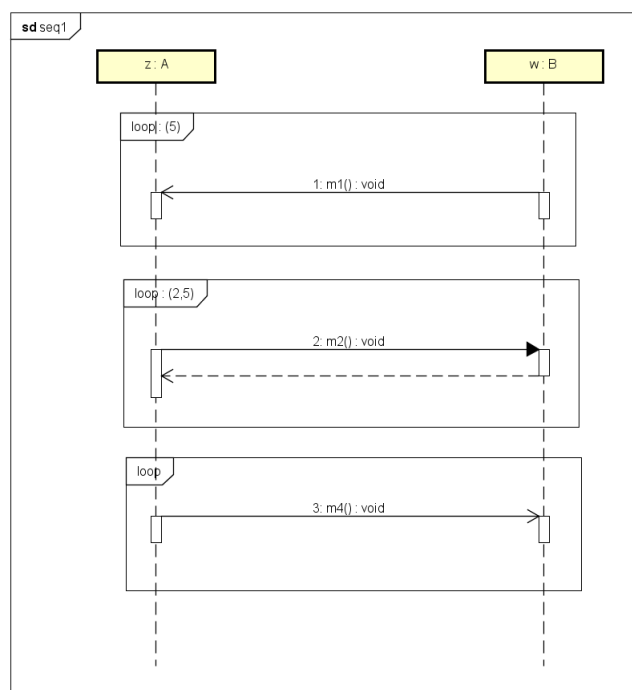 sd seq1
z : A
w : B
loop : (5)
1: m1() : void
loop : (2,5)
2: m2() : void
loop
3: m4() : void